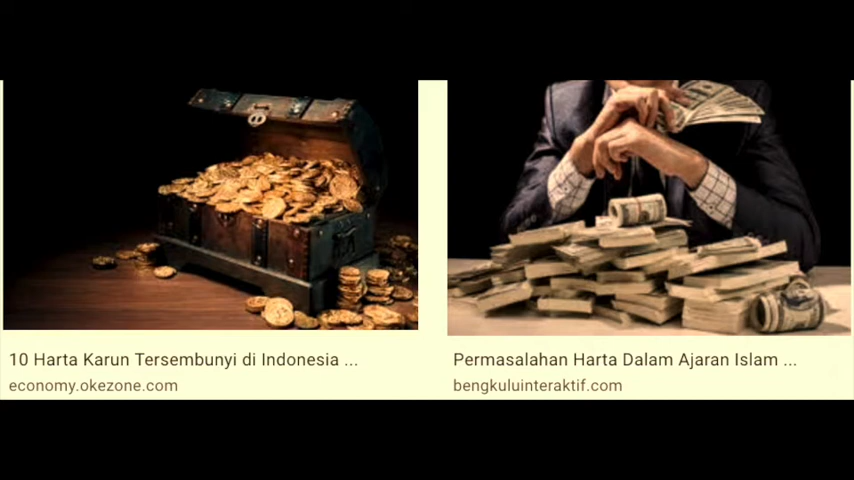 10 Harta Karun Tersembunyi di Indonesia ...
economy.okezone.com
Permasalahan Harta Dalam Ajaran Islam ...
bengkuluinteraktif.com